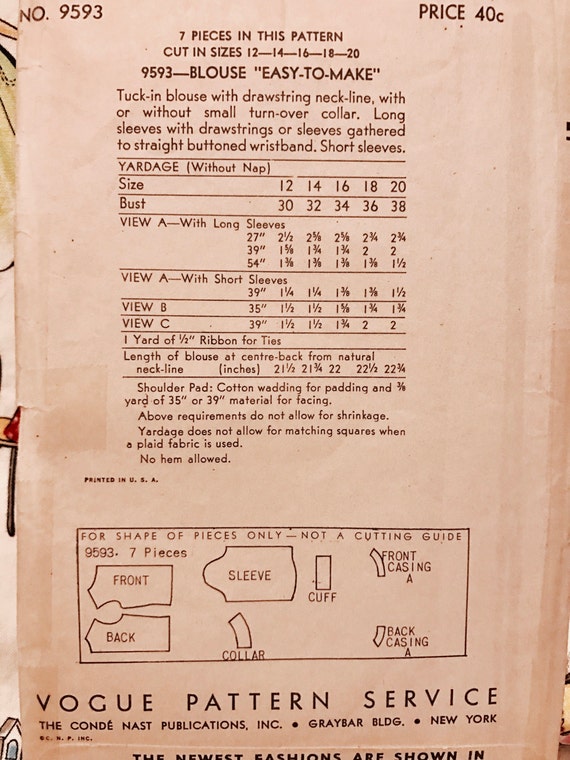 NO. 9593 PRICE 40c
7 PIECES IN THIS PATTERN
CUT IN SIZES 12—14—16—18—20
9593—BLOUSE "EASY-TO-MAKE"
Tuck-in blouse with drawstring neck-line, with
or without small turn-over collar. Long
sleeves with drawstrings or sleeves gathered
to straight buttoned wristband. Short sleeves.
YARDAGE (Without Nap)
Size 12 14 16 18 20
Bust 30 32 34 36 38
VIEW A—With Long Sleeves
27" 2½ 2⅝ 2⅝ 2¾ 2¾
39" 1⅝ 1¾ 1¾ 2 2
54" 1⅜ 1⅜ 1⅜ 1⅜ 1½
VIEW A—With Short Sleeves
39" 1¼ 1¼ 1⅜ 1⅜ 1½
VIEW B 35" 1½ 1½ 1⅝ 1¾ 1¾
VIEW C 39" 1½ 1½ 1¾ 2 2
1 Yard of ½" Ribbon for Ties
Length of blouse at centre-back from natural
neck-line (inches) 21½ 21¾ 22 22½ 22¾
Shoulder Pad: Cotton wadding for padding and ⅜
yard of 35" or 39" material for facing.
Above requirements do not allow for shrinkage.
Yardage does not allow for matching squares when
a plaid fabric is used.
No hem allowed.
PRINTED IN U. S. A.
FOR SHAPE OF PIECES ONLY—NOT A CUTTING GUIDE
9593. 7 Pieces
FRONT
SLEEVE
CUFF
FRONT
CASING
A
BACK
COLLAR
BACK
CASING
A
VOGUE PATTERN SERVICE
THE CONDÉ NAST PUBLICATIONS, INC. • GRAYBAR BLDG. • NEW YORK
©C. N. P. INC.
THE NEWEST FASHIONS ARE SHOWN IN